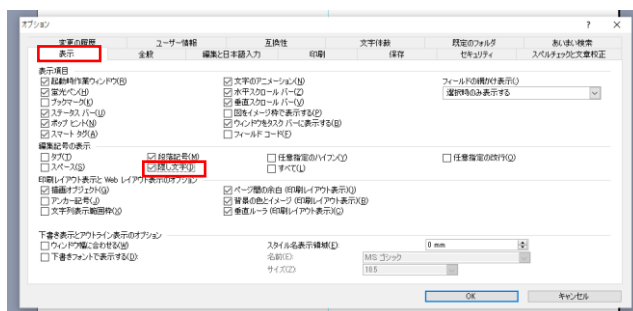 オプション ? ×
変更の履歴 ユーザー情報 互換性 文字体裁 既定のフォルダ あいまい検索
表示 全般 編集と日本語入力 印刷 保存 セキュリティ スペルチェックと文章校正
表示項目
起動時作業ウィンドウ(R) 文字のアニメーション(N) フィールドの網かけ表示()
蛍光ペン(H) 水平スクロール バー(Z) 選択時のみ表示する
ブックマーク(K) 垂直スクロール バー(V)
ステータス バー(U) 図をイメージ枠で表示する(P)
ポップ ヒント(N) ウィンドウをタスク バーに表示する(B)
スマート タグ(A) フィールド コード(F)
編集記号の表示
タブ(T) 段落記号(M) 任意指定のハイフン(Y) 任意指定の改行(O)
スペース(S) 隠し文字(I) すべて(L)
印刷レイアウト表示と Web レイアウト表示のオプション
描画オブジェクト(G) ページ間の余白 (印刷レイアウト表示)()
アンカー記号(J) 背景の色とイメージ (印刷レイアウト表示)(B)
文字列表示範囲枠(X) 垂直ルーラ (印刷レイアウト表示)(C)
下書き表示とアウトライン表示のオプション
ウィンドウ幅に合わせる(W) スタイル名表示領域(E) 0 mm
下書きフォントで表示する(D): 名前(E): MS ゴシック
サイズ(Z): 10.5
OK キャンセル